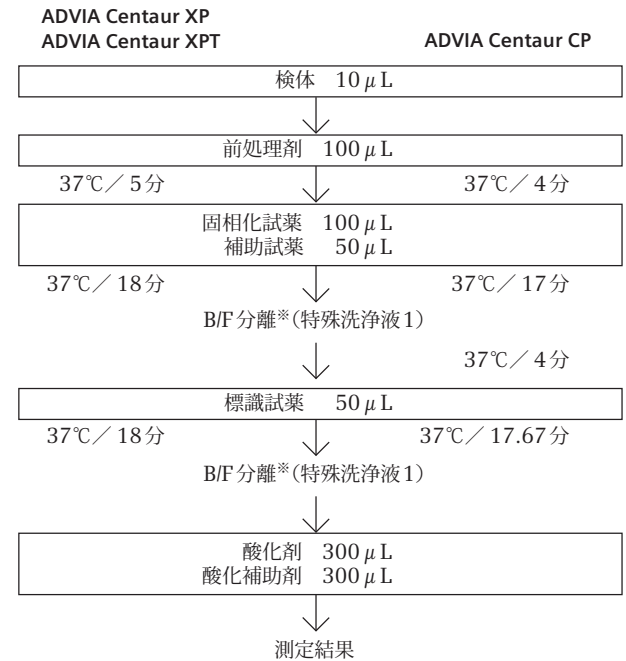 ADVIA Centaur XP
ADVIA Centaur XPT
ADVIA Centaur CP
検体 10μL
前処理剤 100μL
37℃/5分 37℃/4分
固相化試薬 100μL
補助試薬 50μL
37℃/18分 37℃/17分
B/F分離※(特殊洗浄液1)
37℃/4分
標識試薬 50μL
37℃/18分 37℃/17.67分
B/F分離※(特殊洗浄液1)
酸化剤 300μL
酸化補助剤 300μL
測定結果